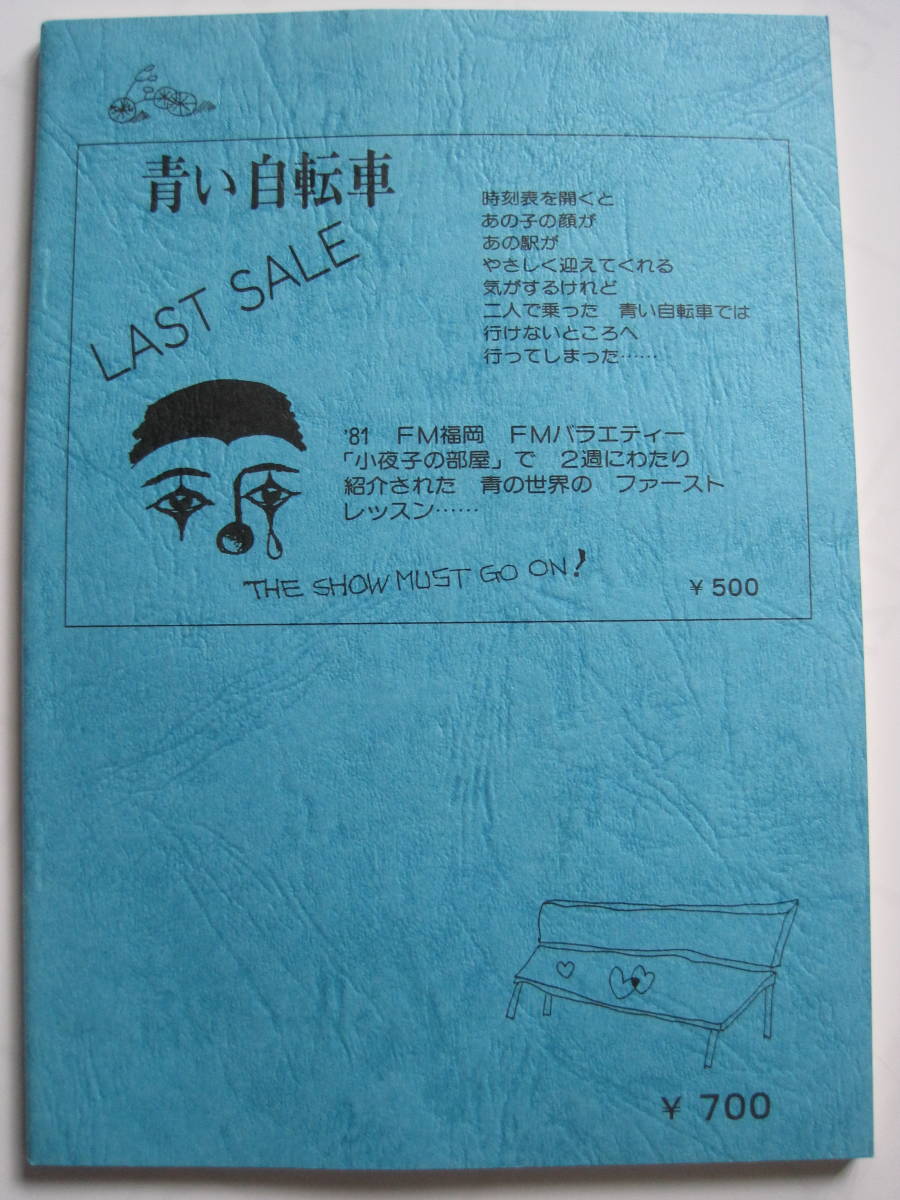 青い自転車
LAST SALE
時刻表を開くと
あの子の顔が
あの駅が
やさしく迎えてくれる
気がするけれど
二人で乗った　青い自転車では
行けないところへ
行ってしまった……
'81　FM福岡　FMバラエティー
「小夜子の部屋」で　2週にわたり
紹介された　青の世界の　ファースト
レッスン……
THE SHOW MUST GO ON!
¥ 500
¥ 700